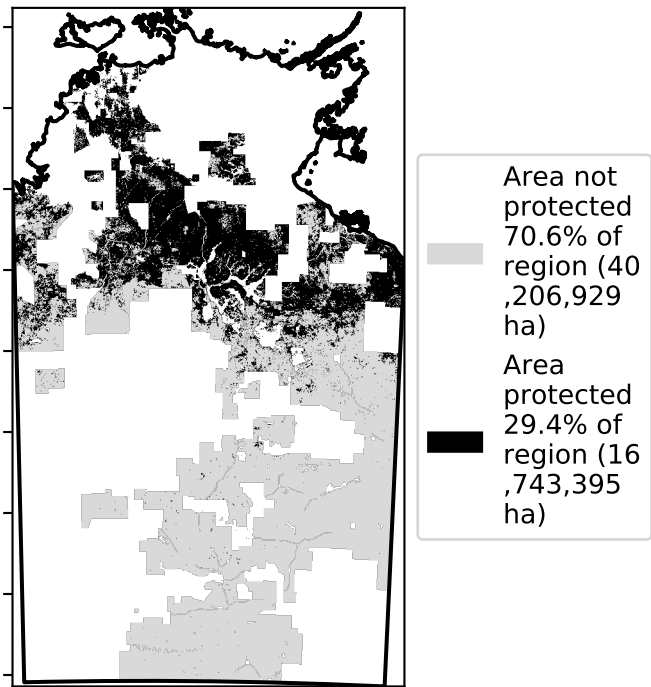 Area not
protected
70.6% of
region (40
,206,929
ha)
Area
protected
29.4% of
region (16
,743,395
ha)